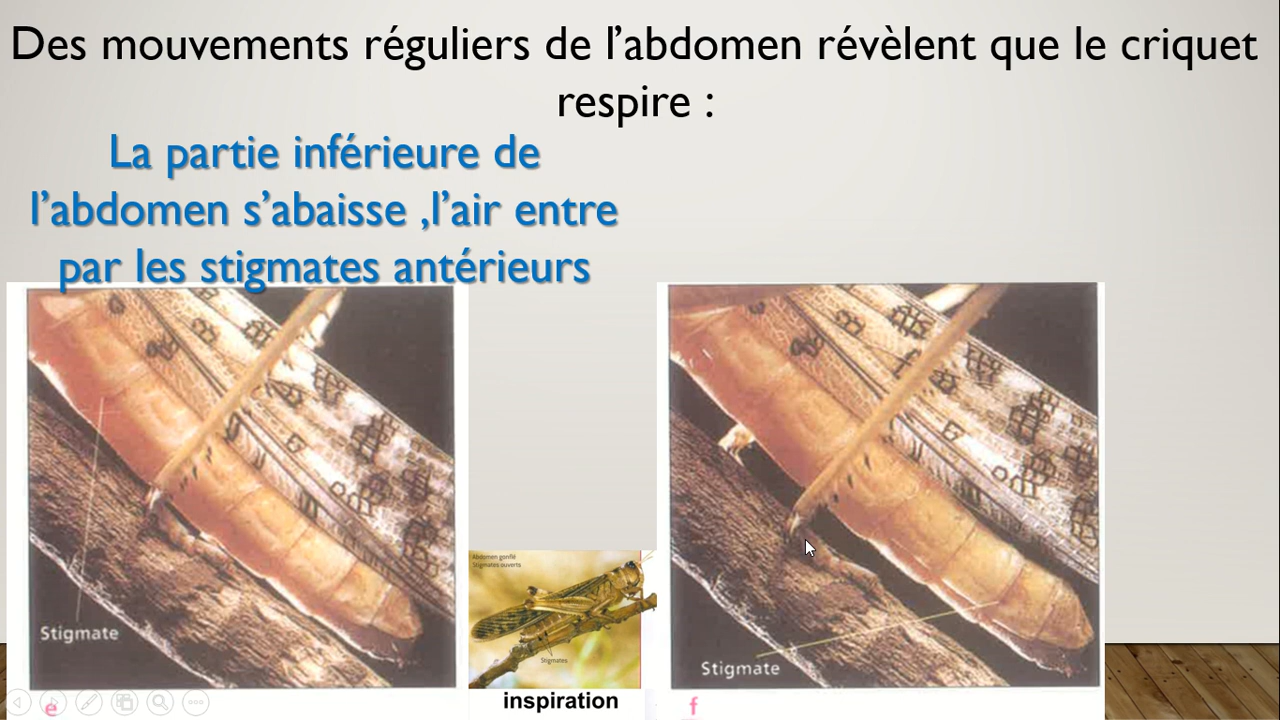 Des mouvements réguliers de l’abdomen révèlent que le criquet
respire :
La partie inférieure de
l’abdomen s’abaisse ,l’air entre
par les stigmates antérieurs
Stigmate
e
Abdomen gonflé
Stigmates ouverts
Stigmates
inspiration
Stigmate
f